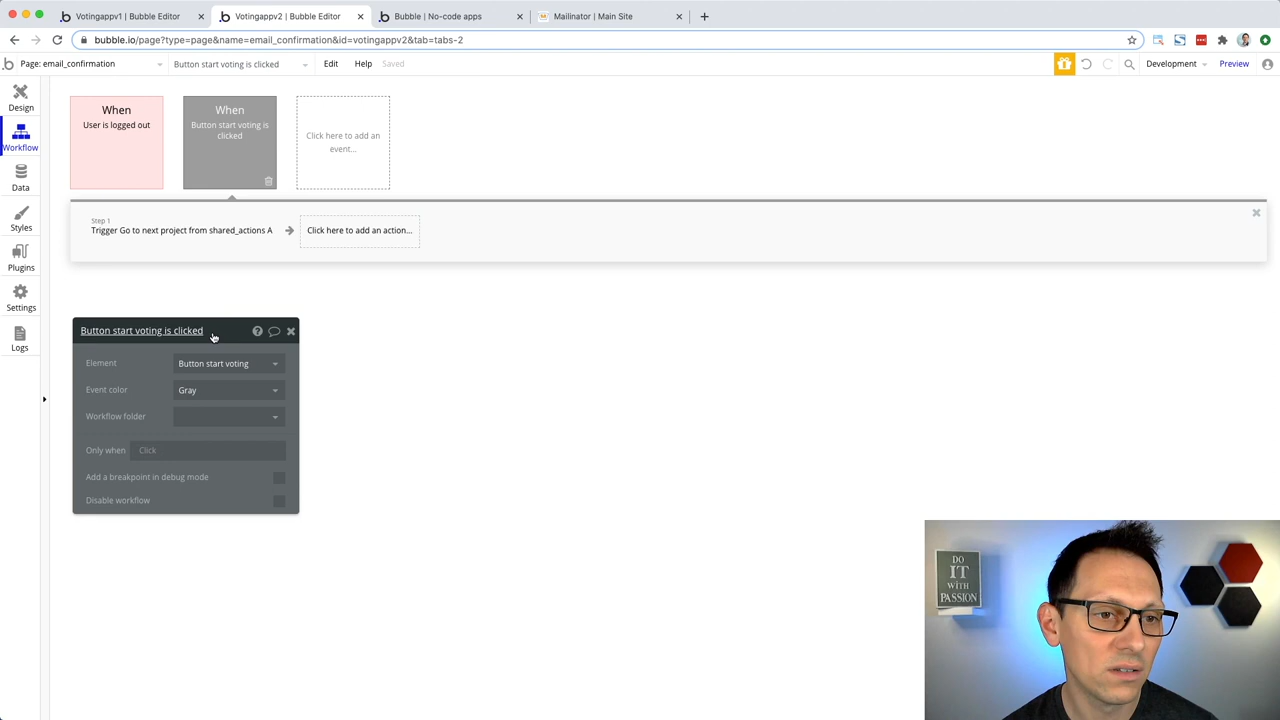 Votingappv1 | Bubble Editor
Votingappv2 | Bubble Editor
Bubble | No-code apps
Mailinator | Main Site
bubble.io/page?type=page&name=email_confirmation&id=votingappv2&tab=tabs-2
Page: email_confirmation
Button start voting is clicked
Edit
Help
Saved
Development
Preview
Design
Workflow
Data
Styles
Plugins
Settings
Logs
When
User is logged out
When
Button start voting is
clicked
Click here to add an
event...
Step 1
Trigger Go to next project from shared_actions A
Click here to add an action...
Button start voting is clicked
Element
Button start voting
Event color
Gray
Workflow folder
Only when
Click
Add a breakpoint in debug mode
Disable workflow
DO
IT
WITH
PASSION